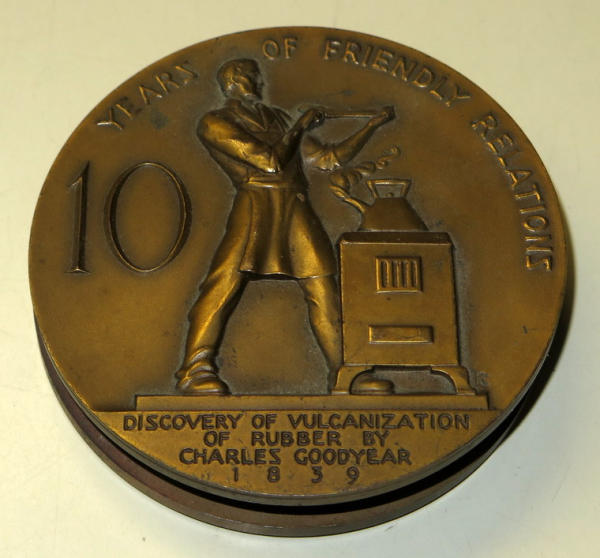 10
YEARS OF FRIENDLY RELATIONS
DISCOVERY OF VULCANIZATION
OF RUBBER BY
CHARLES GOODYEAR
1839